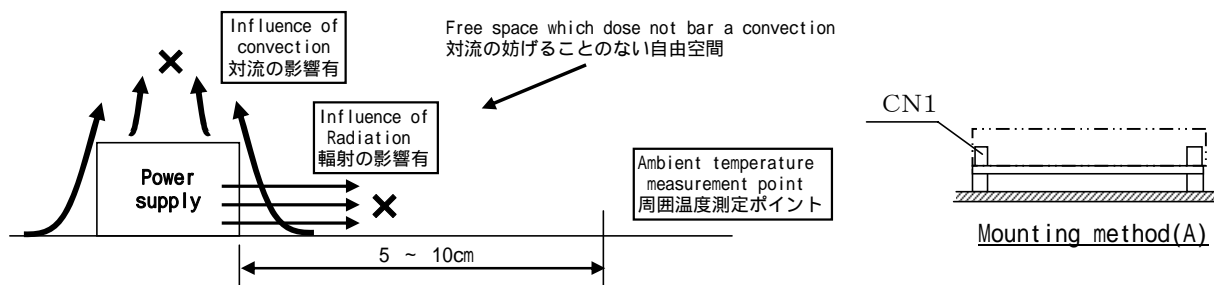 Influence of
convection
対流の影響有
Free space which dose not bar a convection
対流の妨げることのない自由空間
Influence of
Radiation
輻射の影響有
Power
supply
Ambient temperature
measurement point
周囲温度測定ポイント
5 ~ 10cm
CN1
Mounting method(A)